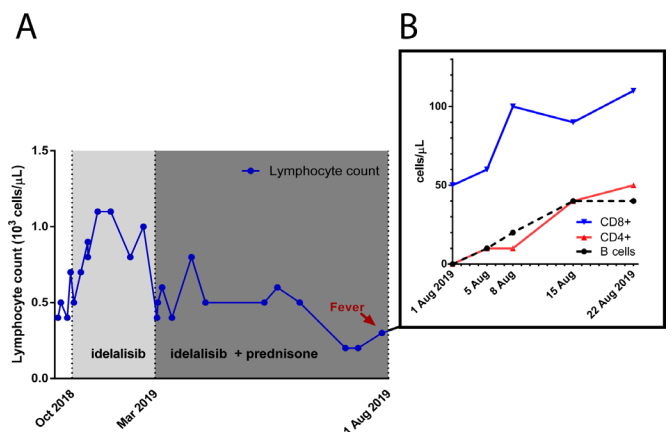 A
B
Lymphocyte count (10³ cells/μL)
1.5
1.0
0.5
0.0
Lymphocyte count
Fever
idelalisib
idelalisib + prednisone
Oct 2018
Mar 2019
1 Aug 2019
cells/μL
100
50
0
CD8+
CD4+
B cells
1 Aug 2019
5 Aug
8 Aug
15 Aug
22 Aug 2019